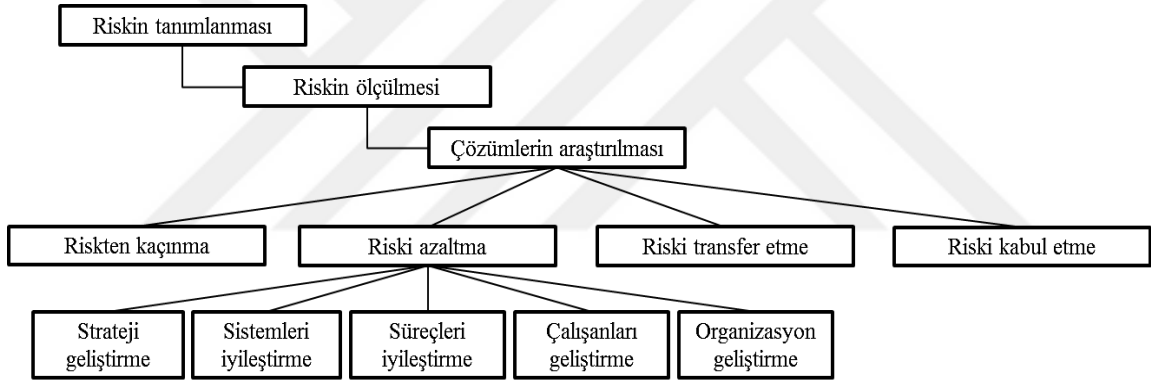 Riskin tanımlanması
Riskin ölçülmesi
Çözümlerin araştırılması
Riskten kaçınma
Riski azaltma
Riski transfer etme
Riski kabul etme
Strateji
geliştirme
Sistemleri
iyileştirme
Süreçleri
iyileştirme
Çalışanları
geliştirme
Organizasyon
geliştirme